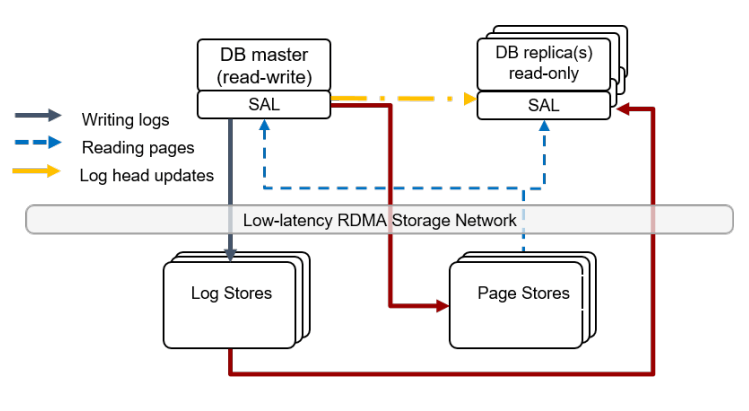 DB master
(read-write)
SAL
DB replica(s)
read-only
SAL
Writing logs
Reading pages
Log head updates
Low-latency RDMA Storage Network
Log Stores
Page Stores